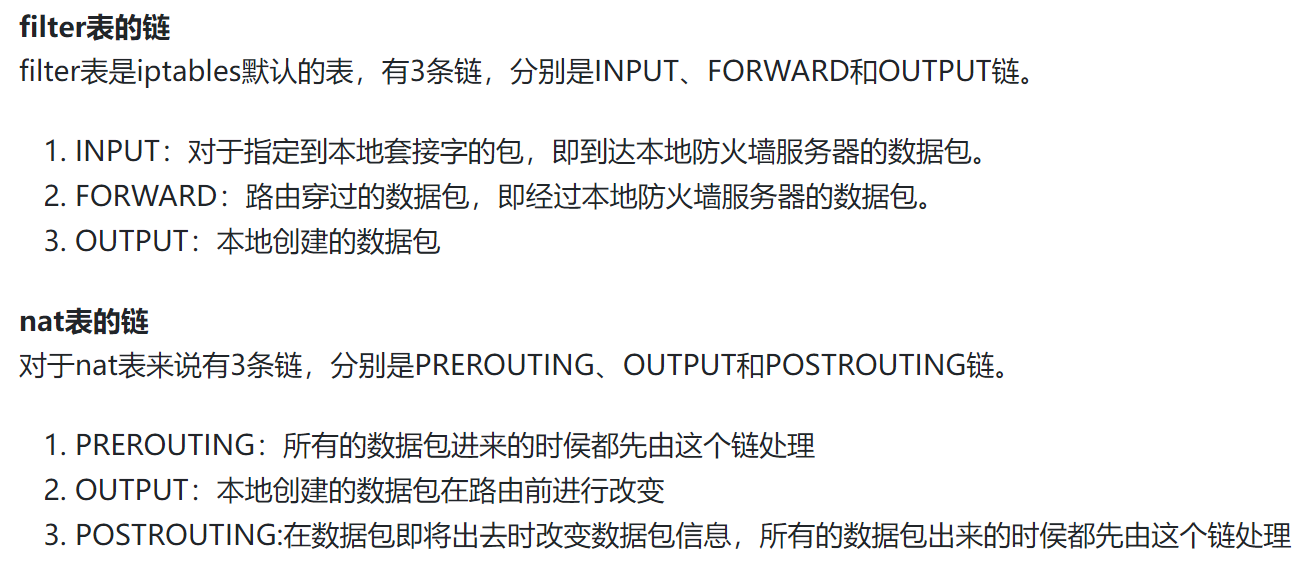 filter表的链
filter表是iptables默认的表，有3条链，分别是INPUT、FORWARD和OUTPUT链。
1. INPUT：对于指定到本地套接字的包，即到达本地防火墙服务器的数据包。
2. FORWARD：路由穿过的数据包，即经过本地防火墙服务器的数据包。
3. OUTPUT：本地创建的数据包
nat表的链
对于nat表来说有3条链，分别是PREROUTING、OUTPUT和POSTROUTING链。
1. PREROUTING：所有的数据包进来的时侯都先由这个链处理
2. OUTPUT：本地创建的数据包在路由前进行改变
3. POSTROUTING:在数据包即将出去时改变数据包信息，所有的数据包出来的时侯都先由这个链处理